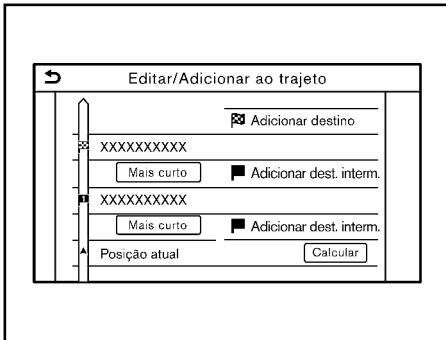 Editar/Adicionar ao trajeto
Adicionar destino
XXXXXXXXXX
Mais curto
Adicionar dest. interm.
1
XXXXXXXXXX
Mais curto
Adicionar dest. interm.
Posição atual
Calcular